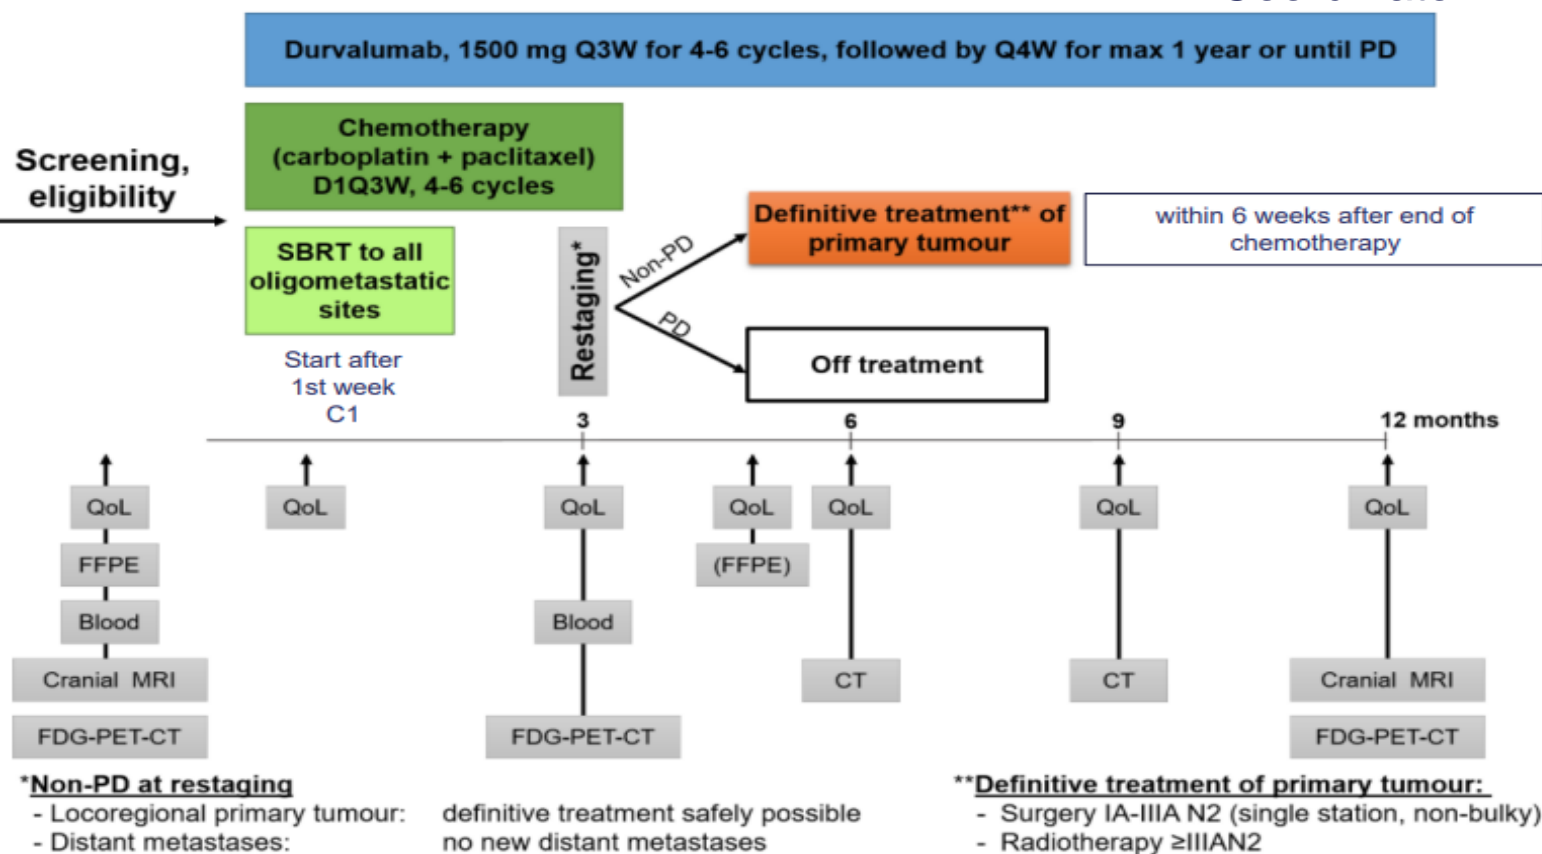 Durvalumab, 1500 mg Q3W for 4-6 cycles, followed by Q4W for max 1 year or until PD
Chemotherapy
(carboplatin + paclitaxel)
D1Q3W, 4-6 cycles
Screening,
eligibility
SBRT to all
oligometastatic
sites
Start after
1st week
C1
Restaging*
Non-PD
PD
Definitive treatment** of
primary tumour
within 6 weeks after end of
chemotherapy
Off treatment
3
6
9
12 months
QoL
QoL
QoL
QoL
QoL
QoL
QoL
FFPE
(FFPE)
Blood
Blood
Cranial MRI
CT
CT
Cranial MRI
FDG-PET-CT
FDG-PET-CT
FDG-PET-CT
*Non-PD at restaging
- Locoregional primary tumour: definitive treatment safely possible
- Distant metastases: no new distant metastases
**Definitive treatment of primary tumour:
- Surgery IA-IIIA N2 (single station, non-bulky)
- Radiotherapy ≥IIIAN2